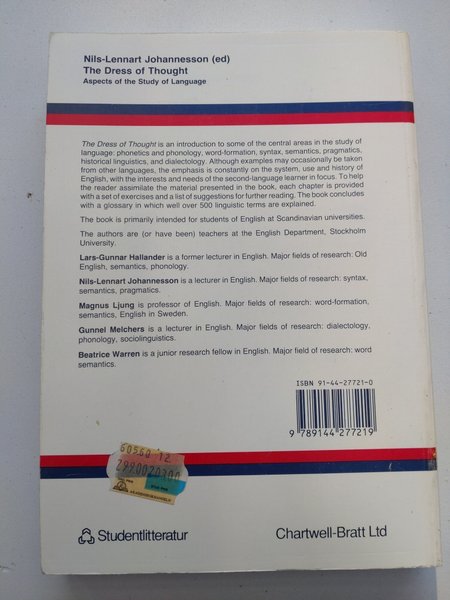 Nils-Lennart Johannesson (ed)
The Dress of Thought
Aspects of the Study of Language
The Dress of Thought is an introduction to some of the central areas in the study of
language: phonetics and phonology, word-formation, syntax, semantics, pragmatics,
historical linguistics, and dialectology. Although examples may occasionally be taken
from other languages, the emphasis is constantly on the system, use and history of
English, with the interests and needs of the second-language learner in focus. To help
the reader assimilate the material presented in the book, each chapter is provided
with a set of exercises and a list of suggestions for further reading. The book concludes
with a glossary in which well over 500 linguistic terms are explained.
The book is primarily intended for students of English at Scandinavian universities.
The authors are (or have been) teachers at the English Department, Stockholm
University.
Lars-Gunnar Hallander is a former lecturer in English. Major fields of research: Old
English, semantics, phonology.
Nils-Lennart Johannesson is a lecturer in English. Major fields of research: syntax,
semantics, pragmatics.
Magnus Ljung is professor of English. Major fields of research: word-formation,
semantics, English in Sweden.
Gunnel Melchers is a lecturer in English. Major fields of research: dialectology,
phonology, sociolinguistics.
Beatrice Warren is a junior research fellow in English. Major field of research: word
semantics.
ISBN 91-44-27721-0
9 789144 277219
60560 12
Studentlitteratur
Chartwell-Bratt Ltd